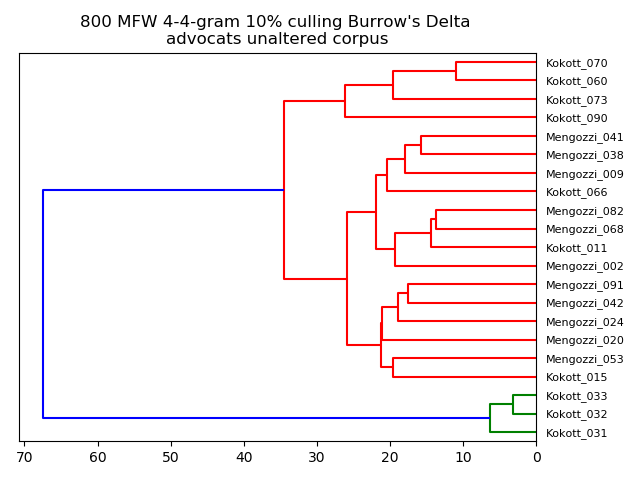 800 MFW 4-4-gram 10% culling Burrow's Delta
advocats unaltered corpus
Kokott_070
Kokott_060
Kokott_073
Kokott_090
Mengozzi_041
Mengozzi_038
Mengozzi_009
Kokott_066
Mengozzi_082
Mengozzi_068
Kokott_011
Mengozzi_002
Mengozzi_091
Mengozzi_042
Mengozzi_024
Mengozzi_020
Mengozzi_053
Kokott_015
Kokott_033
Kokott_032
Kokott_031
70 60 50 40 30 20 10 0